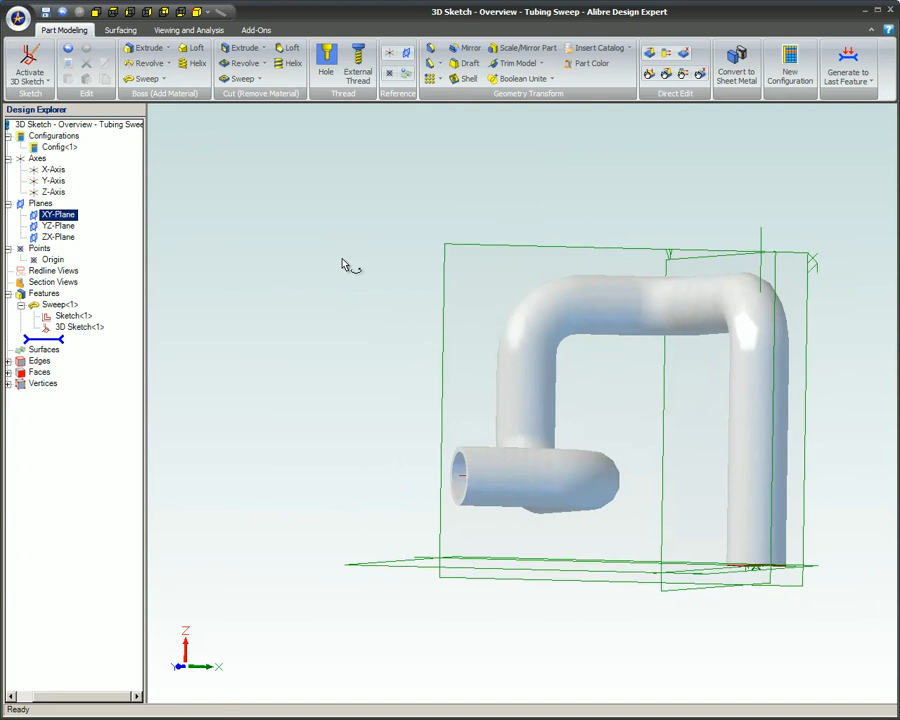 3D Sketch - Overview - Tubing Sweep - Alibre Design Expert
Part Modeling Surfacing Viewing and Analysis Add-Ons
Activate 3D Sketch
Sketch
Edit
Extrude Loft
Revolve Helix
Sweep
Boss (Add Material)
Extrude Loft
Revolve Helix
Sweep
Cut (Remove Material)
Hole
External Thread
Thread
Reference
Mirror Scale/Morph Part Insert Catalog
Draft Trim Model Part Color
Shell Boolean Unite
Geometry Transform
Direct Edit
Convert to Sheet Metal
New Configuration
Generate to Last Feature
Design Explorer
3D Sketch - Overview - Tubing Swee
Configurations
Config<1>
Axes
X-Axis
Y-Axis
Z-Axis
Planes
XY-Plane
YZ-Plane
ZX-Plane
Points
Origin
Redline Views
Section Views
Features
Sweep<1>
Sketch<1>
3D Sketch<1>
Surfaces
Edges
Faces
Vertices
Z
Y
X
Ready